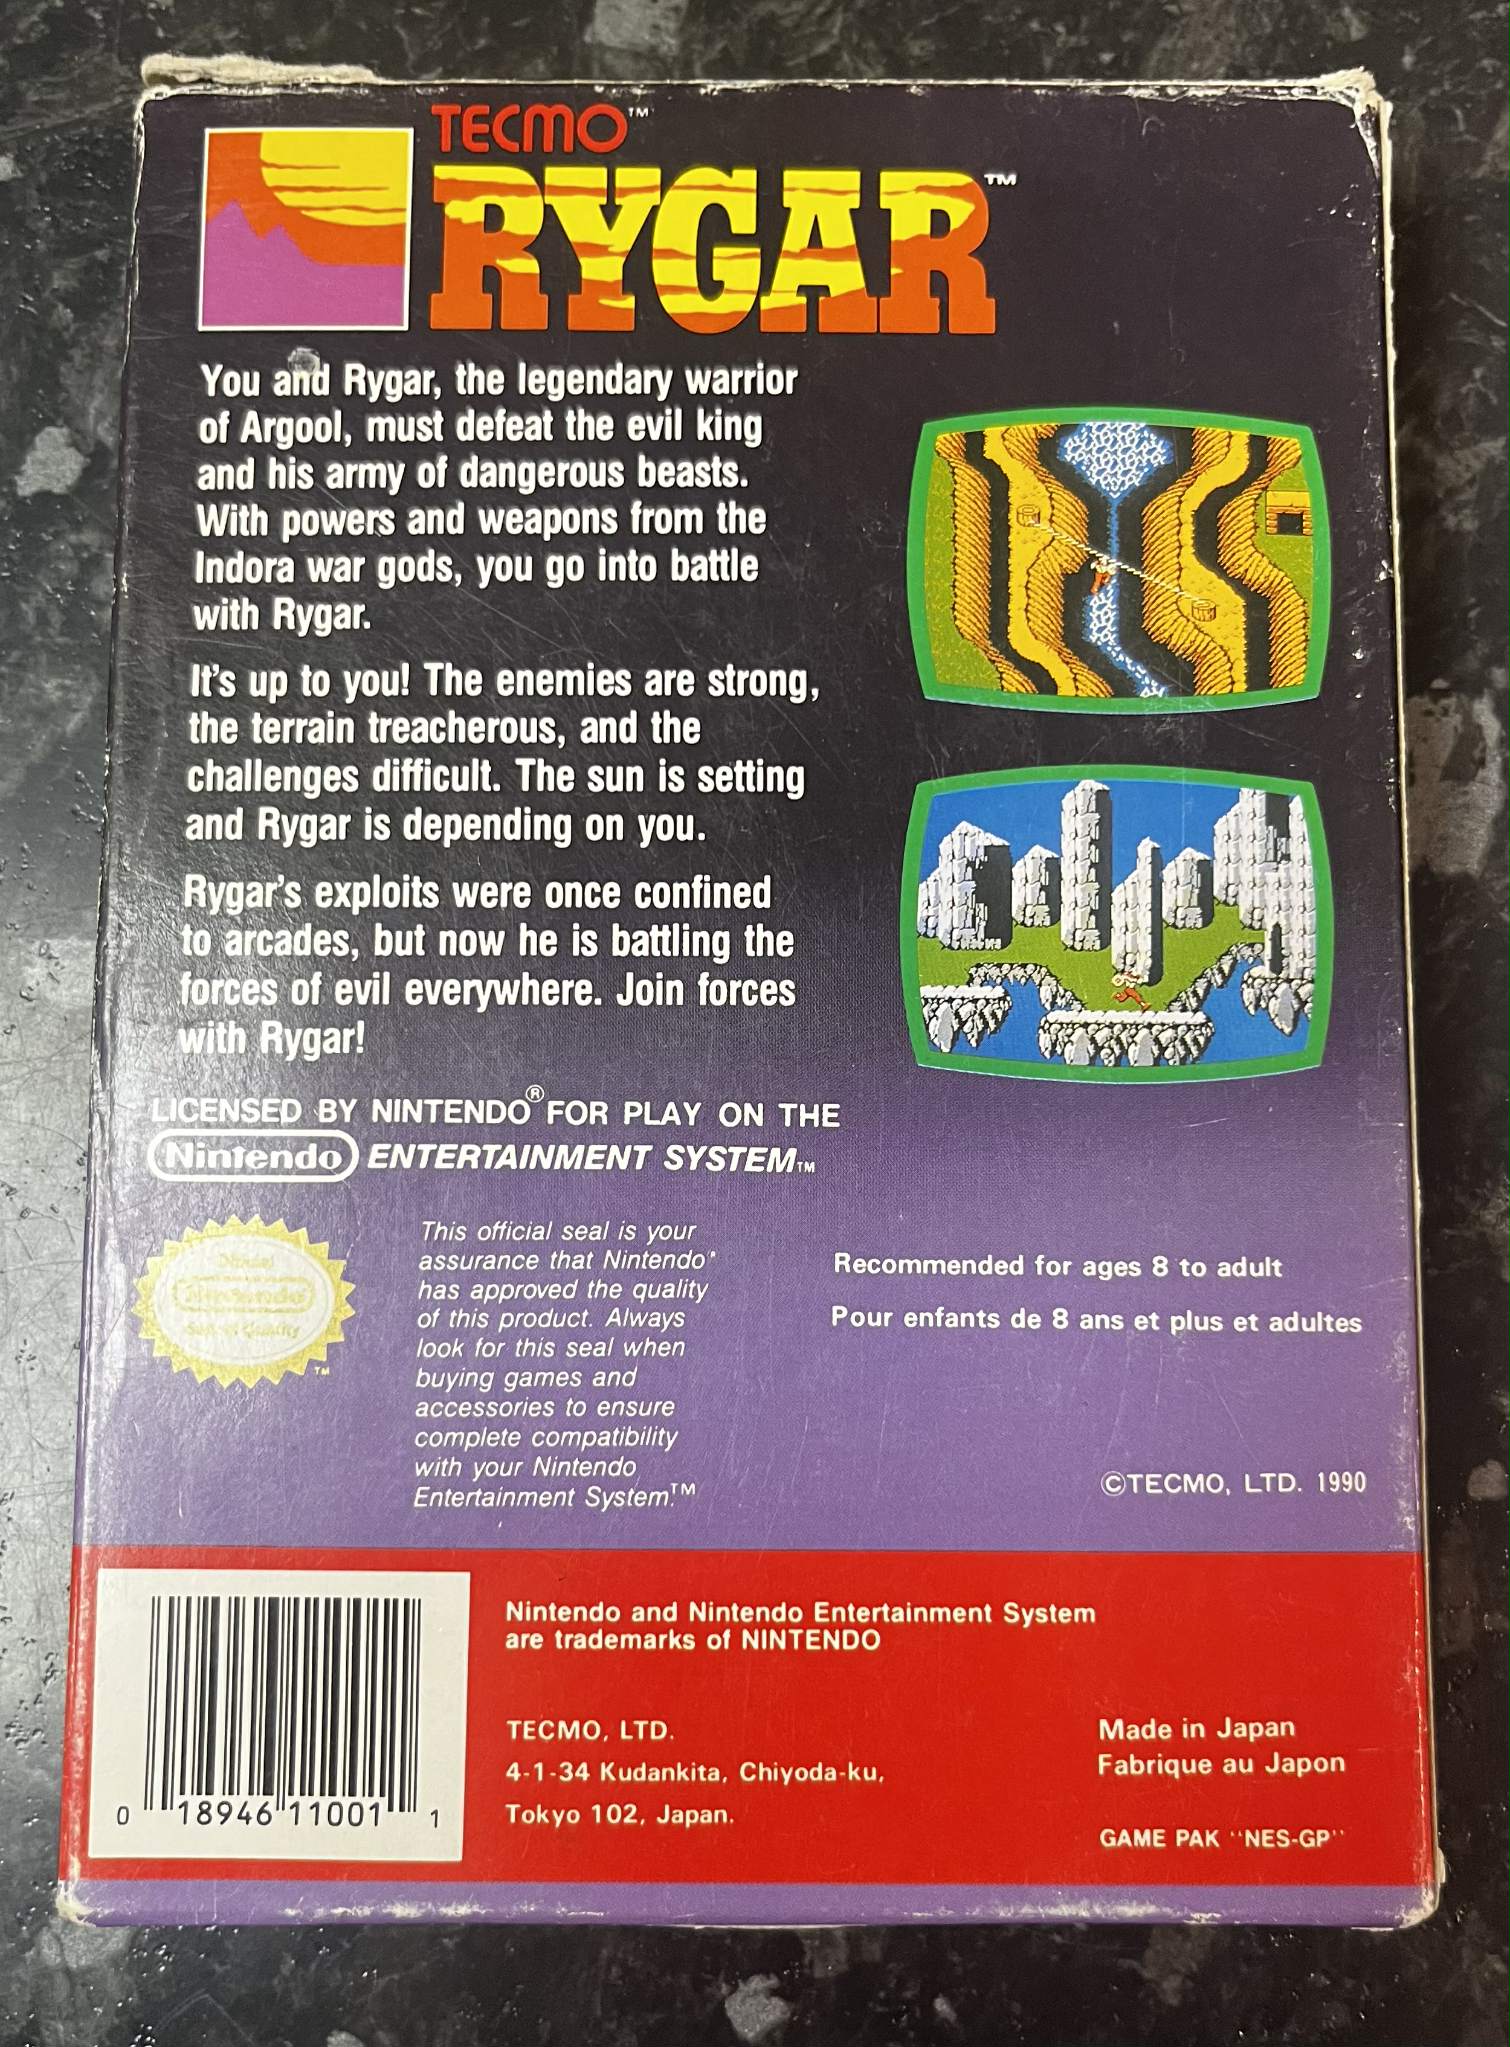 TECMO™
RYGAR™
You and Rygar, the legendary warrior
of Argool, must defeat the evil king
and his army of dangerous beasts.
With powers and weapons from the
Indora war gods, you go into battle
with Rygar.
It's up to you! The enemies are strong,
the terrain treacherous, and the
challenges difficult. The sun is setting
and Rygar is depending on you.
Rygar's exploits were once confined
to arcades, but now he is battling the
forces of evil everywhere. Join forces
with Rygar!
LICENSED BY NINTENDO® FOR PLAY ON THE
Nintendo ENTERTAINMENT SYSTEM™
Nintendo
Seal of Quality
TM
This official seal is your
assurance that Nintendo®
has approved the quality
of this product. Always
look for this seal when
buying games and
accessories to ensure
complete compatibility
with your Nintendo
Entertainment System.™
Recommended for ages 8 to adult
Pour enfants de 8 ans et plus et adultes
©TECMO, LTD. 1990
0 18946 11001 1
Nintendo and Nintendo Entertainment System
are trademarks of NINTENDO
TECMO, LTD.
4-1-34 Kudankita, Chiyoda-ku,
Tokyo 102, Japan.
Made in Japan
Fabrique au Japon
GAME PAK "NES-GP"